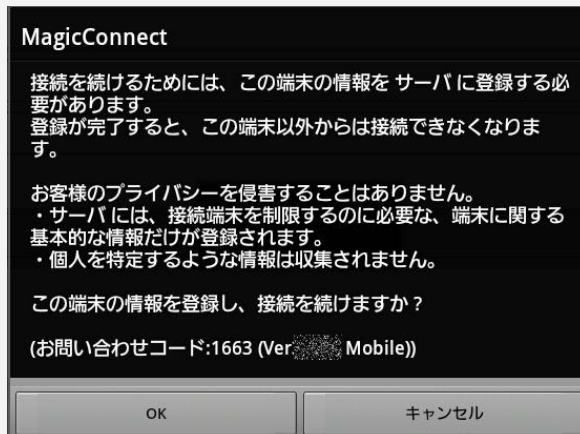 MagicConnect
接続を続けるためには、この端末の情報を サーバ に登録する必
要があります。
登録が完了すると、この端末以外からは接続できなくなりま
す。
お客様のプライバシーを侵害することはありません。
・サーバ には、接続端末を制限するのに必要な、端末に関する
基本的な情報だけが登録されます。
・個人を特定するような情報は収集されません。
この端末の情報を登録し、接続を続けますか？
(お問い合わせコード:1663 (Ver. Mobile))
OK
キャンセル